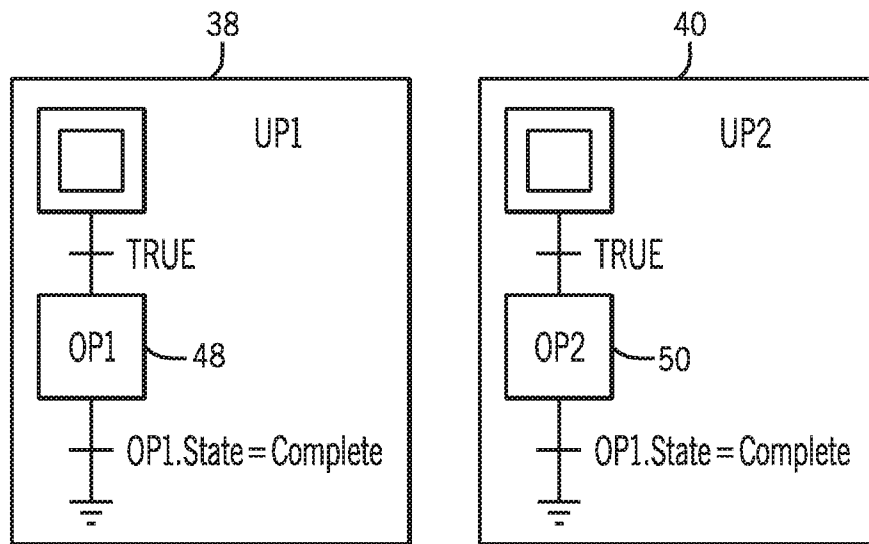 38
40
UP1
UP2
TRUE
TRUE
OP1
48
OP2
50
OP1.State=Complete
OP1.State=Complete